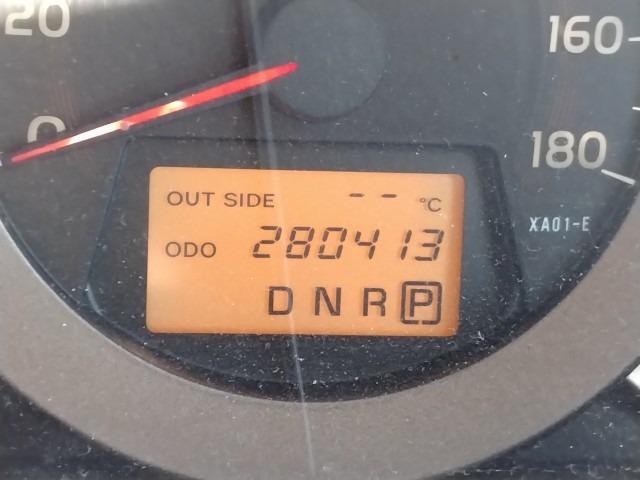 20
160
0
180
OUT SIDE -- °C
XA01-E
ODO 280413
D N R P